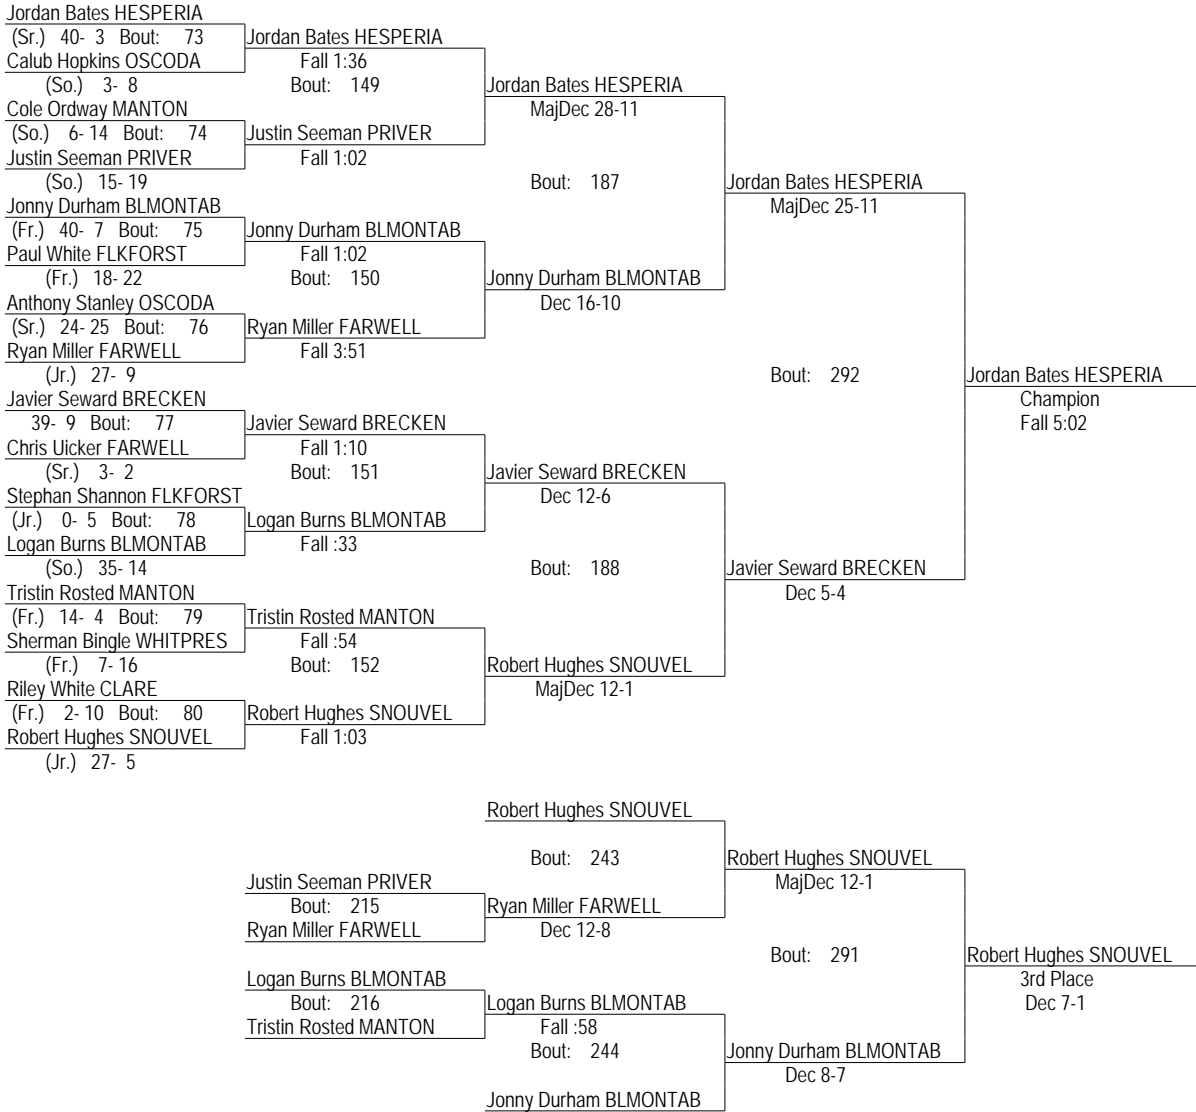 Jordan Bates HESPERIA
(Sr.) 40- 3 Bout: 73 Jordan Bates HESPERIA
Calub Hopkins OSCODA Fall 1:36
(So.) 3- 8 Bout: 149 Jordan Bates HESPERIA
Cole Ordway MANTON MajDec 28-11
(So.) 6- 14 Bout: 74 Justin Seeman PRIVER
Justin Seeman PRIVER Fall 1:02
(So.) 15- 19 Bout: 187 Jordan Bates HESPERIA
Jonny Durham BLMONTAB MajDec 25-11
(Fr.) 40- 7 Bout: 75 Jonny Durham BLMONTAB
Paul White FLKFORST Fall 1:02
(Fr.) 18- 22 Bout: 150 Jonny Durham BLMONTAB
Anthony Stanley OSCODA Dec 16-10
(Sr.) 24- 25 Bout: 76 Ryan Miller FARWELL
Ryan Miller FARWELL Fall 3:51
(Jr.) 27- 9 Bout: 292 Jordan Bates HESPERIA
Javier Seward BRECKEN Champion
39- 9 Bout: 77 Javier Seward BRECKEN Fall 5:02
Chris Uicker FARWELL Fall 1:10
(Sr.) 3- 2 Bout: 151 Javier Seward BRECKEN
Stephan Shannon FLKFORST Dec 12-6
(Jr.) 0- 5 Bout: 78 Logan Burns BLMONTAB
Logan Burns BLMONTAB Fall :33
(So.) 35- 14 Bout: 188 Javier Seward BRECKEN
Tristin Rosted MANTON Dec 5-4
(Fr.) 14- 4 Bout: 79 Tristin Rosted MANTON
Sherman Bingle WHITPRES Fall :54
(Fr.) 7- 16 Bout: 152 Robert Hughes SNOUVEL
Riley White CLARE MajDec 12-1
(Fr.) 2- 10 Bout: 80 Robert Hughes SNOUVEL
Robert Hughes SNOUVEL Fall 1:03
(Jr.) 27- 5
Robert Hughes SNOUVEL
Bout: 243 Robert Hughes SNOUVEL
Justin Seeman PRIVER MajDec 12-1
Bout: 215 Ryan Miller FARWELL
Ryan Miller FARWELL Dec 12-8
Bout: 291 Robert Hughes SNOUVEL
Logan Burns BLMONTAB 3rd Place
Bout: 216 Logan Burns BLMONTAB Dec 7-1
Tristin Rosted MANTON Fall :58
Bout: 244 Jonny Durham BLMONTAB
Dec 8-7
Jonny Durham BLMONTAB